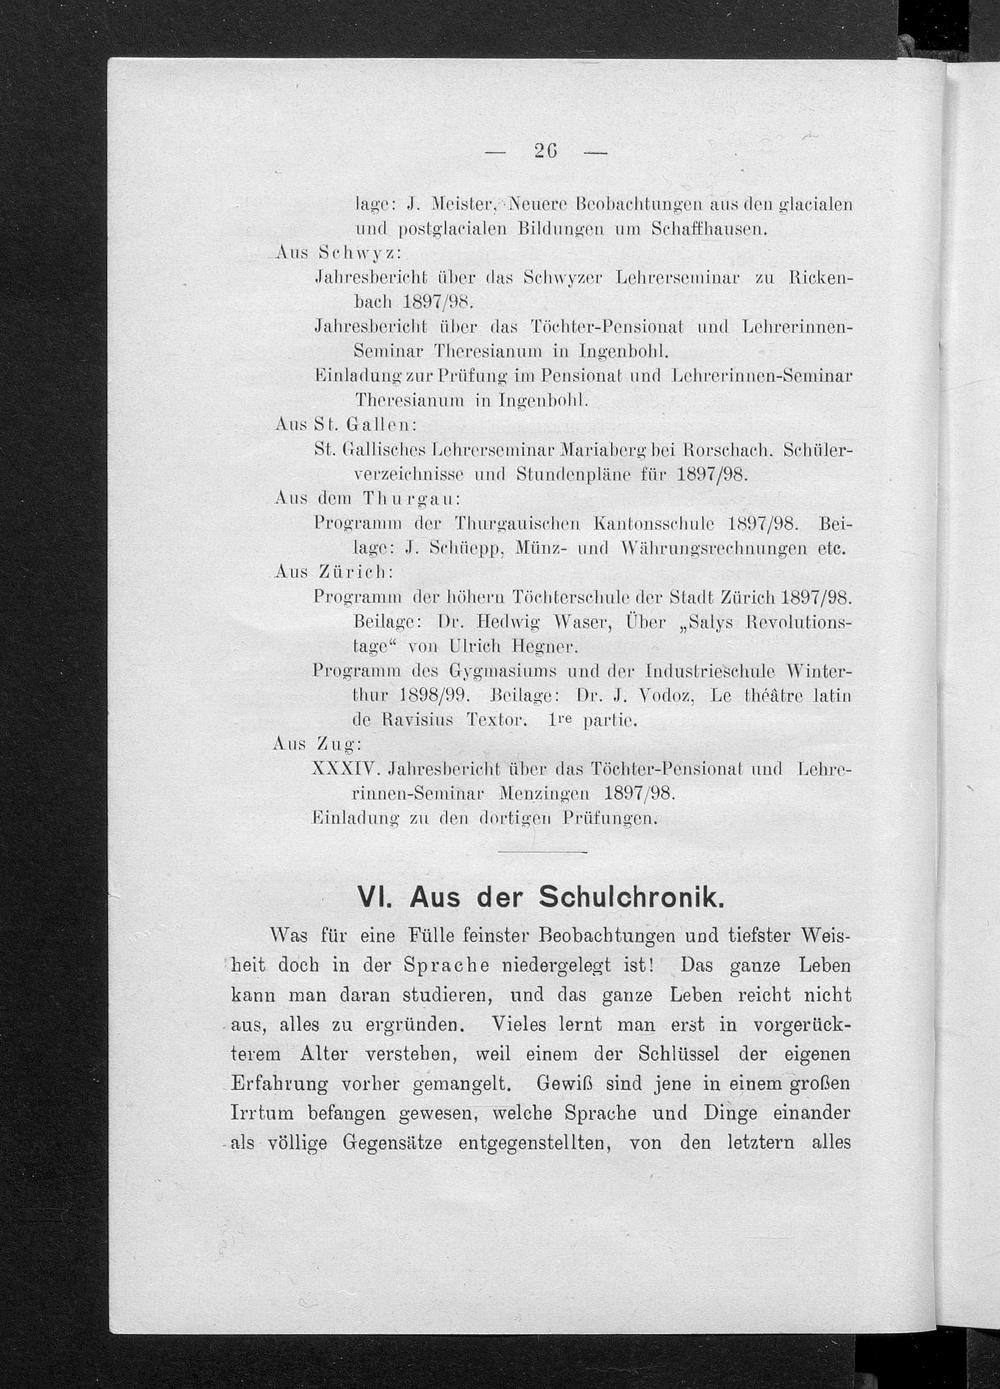 — 26 —
lage: J. Meister, Neuere Beobachtungen aus den glacialen
und postglacialen Bildungen um Schaffhausen.
Aus Schwyz:
Jahresbericht über das Schwyzer Lehrerseminar zu Ricken-
bach 1897/98.
Jahresbericht über das Töchter-Pensionat und Lehrerinnen-
Seminar Theresianum in Ingenbohl.
Einladung zur Prüfung im Pensionat und Lehrerinnen-Seminar
Theresianum in Ingenbohl.
Aus St. Gallen:
St. Gallisches Lehrerseminar Mariaberg bei Rorschach. Schüler-
verzeichnisse und Stundenpläne für 1897/98.
Aus dem Thurgau:
Programm der Thurgauischen Kantonsschule 1897/98. Bei-
lage: J. Schüepp, Münz- und Währungsrechnungen etc.
Aus Zürich:
Programm der höhern Töchterschule der Stadt Zürich 1897/98.
Beilage: Dr. Hedwig Waser, Über „Salys Revolutions-
tage“ von Ulrich Hegner.
Programm des Gygmasiums und der Industrieschule Winter-
thur 1898/99. Beilage: Dr. J. Vodoz, Le théâtre latin
de Ravisius Textor. 1re partie.
Aus Zug:
XXXIV. Jahresbericht über das Töchter-Pensionat und Lehre-
rinnen-Seminar Menzingen 1897/98.
Einladung zu den dortigen Prüfungen.
VI. Aus der Schulchronik.
Was für eine Fülle feinster Beobachtungen und tiefster Weis-
heit doch in der Sprache niedergelegt ist! Das ganze Leben
kann man daran studieren, und das ganze Leben reicht nicht
aus, alles zu ergründen. Vieles lernt man erst in vorgerück-
terem Alter verstehen, weil einem der Schlüssel der eigenen
Erfahrung vorher gemangelt. Gewiß sind jene in einem großen
Irrtum befangen gewesen, welche Sprache und Dinge einander
als völlige Gegensätze entgegenstellten, von den letztern alles